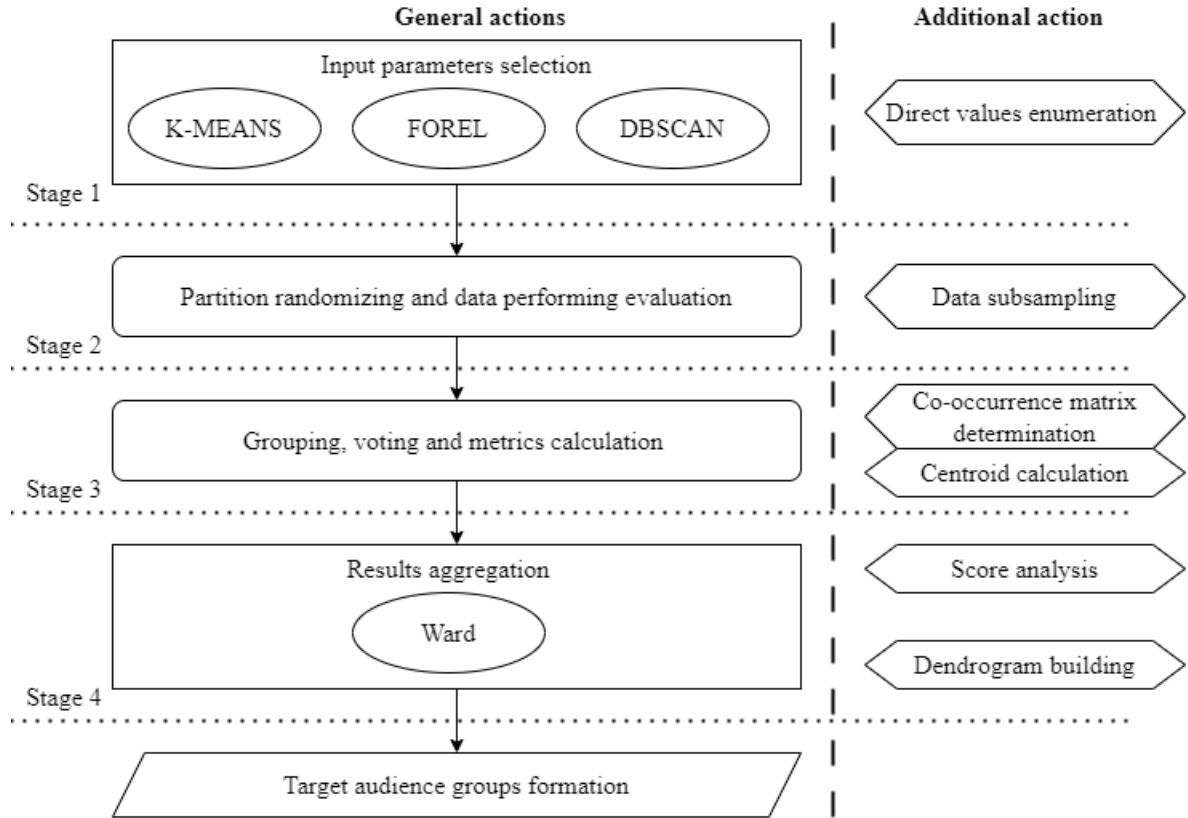 General actions
Additional action
Input parameters selection
K-MEANS
FOREL
DBSCAN
Direct values enumeration
Stage 1
Partition randomizing and data performing evaluation
Data subsampling
Stage 2
Grouping, voting and metrics calculation
Co-occurrence matrix
determination
Centroid calculation
Stage 3
Results aggregation
Ward
Score analysis
Dendrogram building
Stage 4
Target audience groups formation